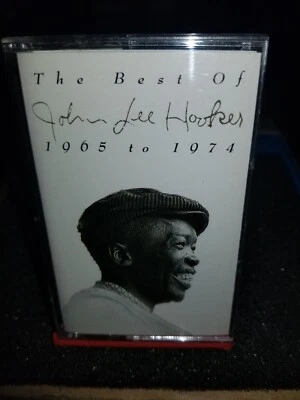 The Best Of
John Lee Hooker
1965 to 1974